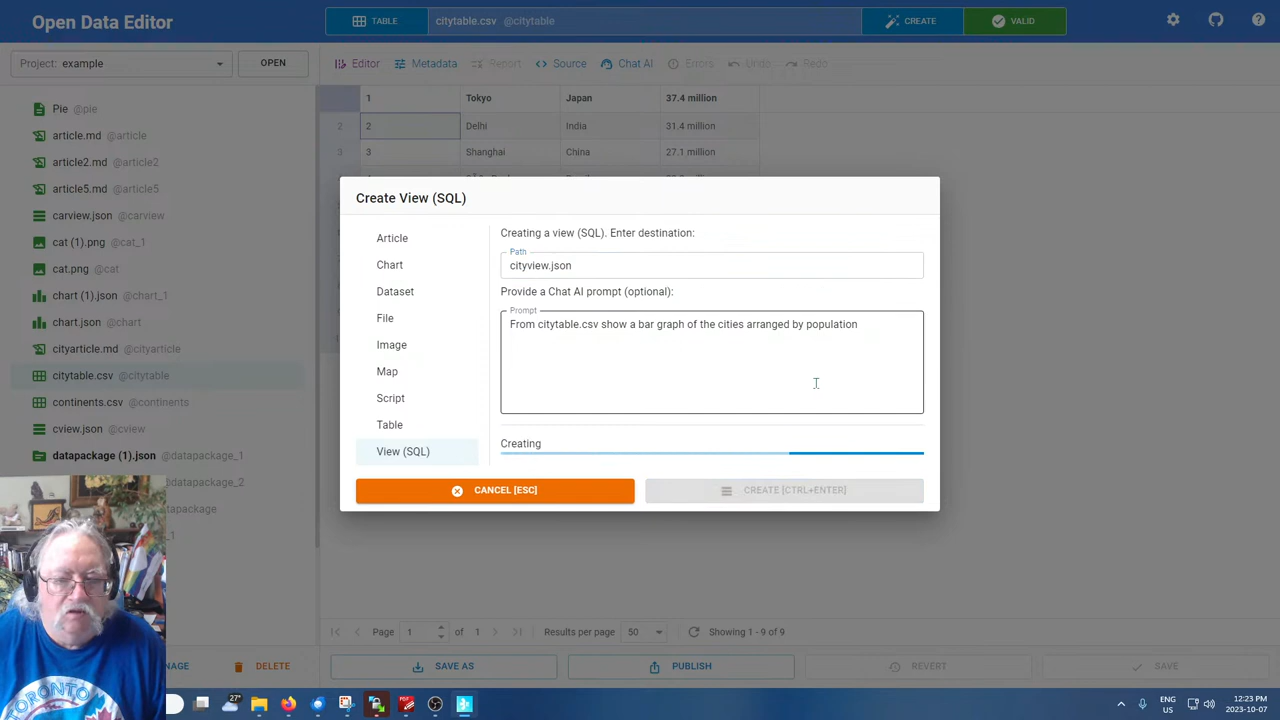 Open Data Editor
TABLE
citytable.csv @citytable
CREATE
VALID
Project: example
OPEN
Editor
Metadata
Report
Source
Chat AI
Errors
Undo
Redo
Pie @pie
article.md @article
article2.md @article2
article5.md @article5
carview.json @carview
cat (1).png @cat_1
cat.png @cat
chart (1).json @chart_1
chart.json @chart
cityarticle.md @cityarticle
citytable.csv @citytable
continents.csv @continents
cview.json @cview
datapackage (1).json @datapackage_1
1 Tokyo Japan 37.4 million
2 2 Delhi India 31.4 million
3 3 Shanghai China 27.1 million
Create View (SQL)
Article
Chart
Dataset
File
Image
Map
Script
Table
View (SQL)
Creating a view (SQL). Enter destination:
Path
cityview.json
Provide a Chat AI prompt (optional):
Prompt
From citytable.csv show a bar graph of the cities arranged by population
Creating
CANCEL [ESC]
CREATE [CTRL+ENTER]
Page 1 of 1
Results per page 50
Showing 1 - 9 of 9
DELETE
SAVE AS
PUBLISH
REVERT
SAVE
TORONTO
27°
ENG
US
12:23 PM
2023-10-07